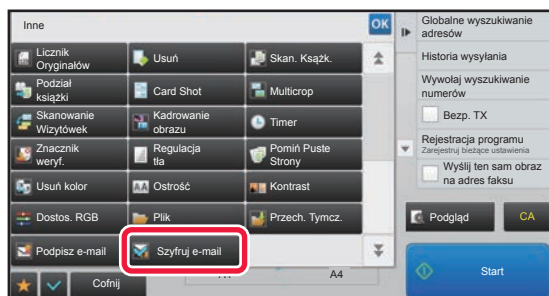 Inne
OK
Licznik
Oryginałów
Usuń
Skan. Książk.
Podział
książki
Card Shot
Multicrop
Skanowanie
Wizytówek
Kadrowanie
obrazu
Timer
Znacznik
weryf.
Regulacja
tła
Pomiń Puste
Strony
Usuń kolor
AA Ostrość
Kontrast
Dostos. RGB
Plik
Przech. Tymcz.
Podpisz e-mail
Szyfruj e-mail
Cofnij
A4
Globalne wyszukiwanie
adresów
Historia wysyłania
Wywołaj wyszukiwanie
numerów
Bezp. TX
Rejestracja programu
Zarejestruj bieżące ustawienia
Wyślij ten sam obraz
na adres faksu
Podgląd
CA
Start